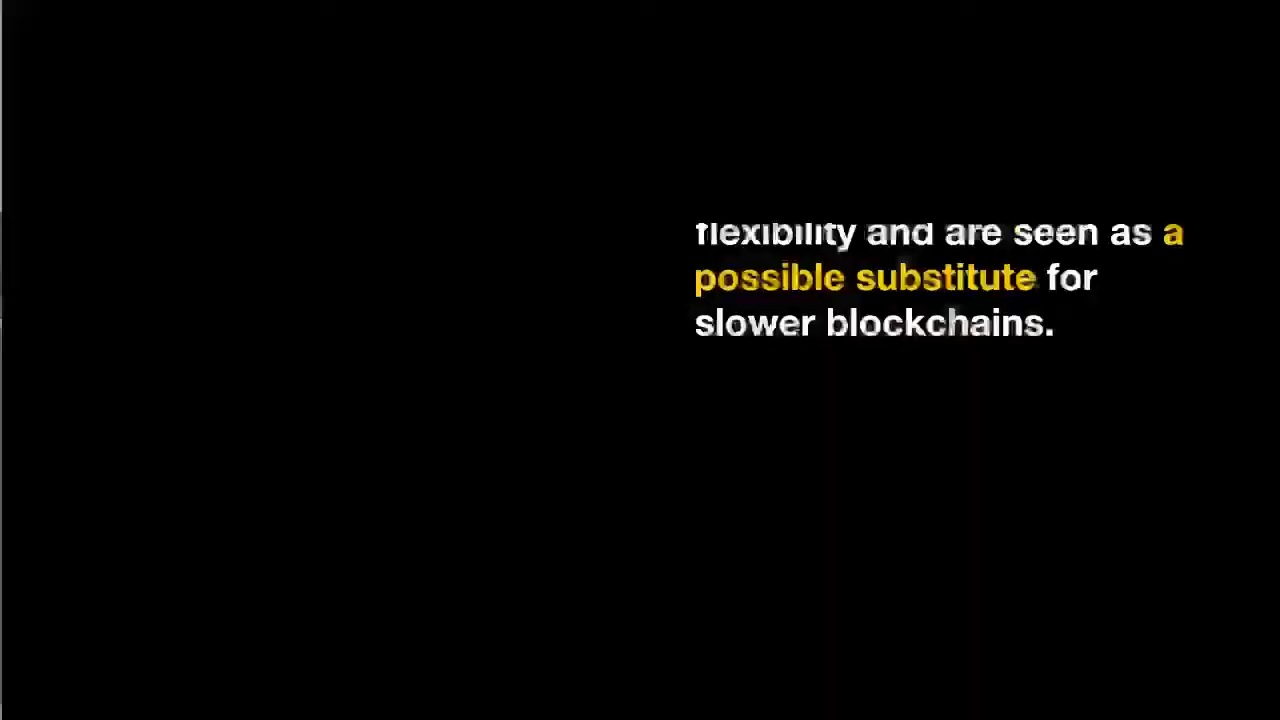 flexibility and are seen as a
possible substitute for
slower blockchains.